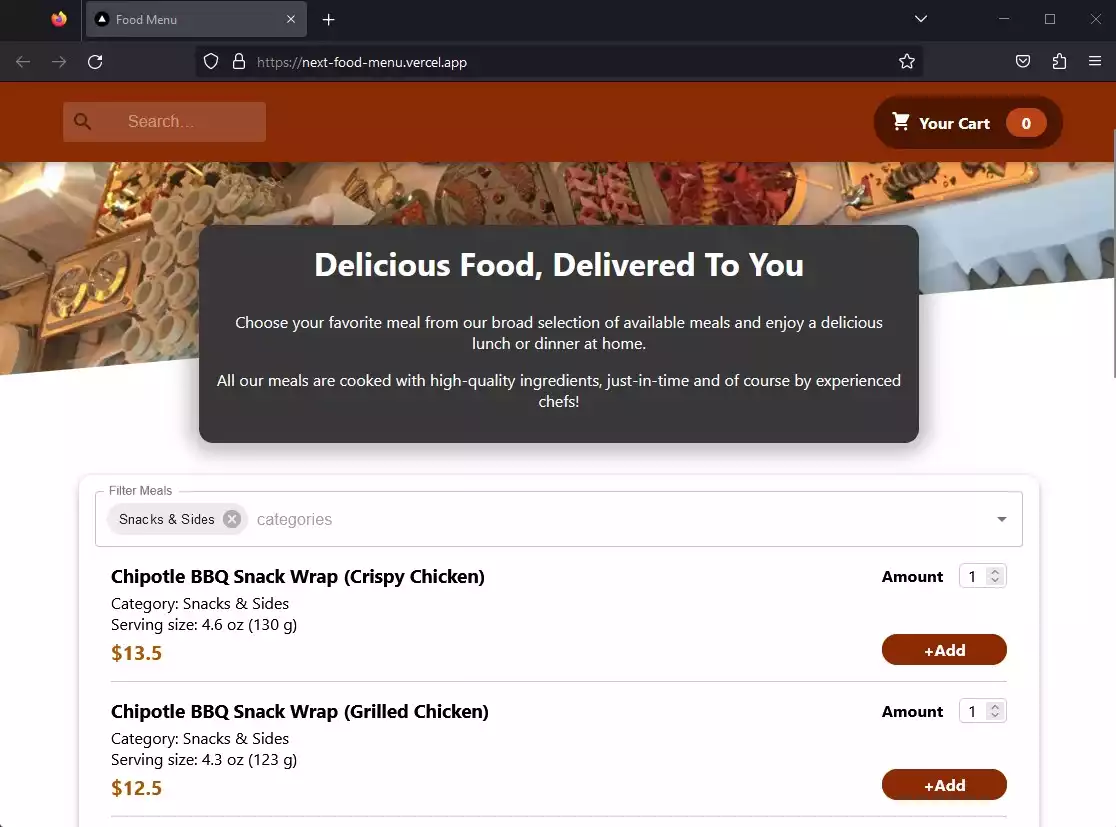 Food Menu
https://next-food-menu.vercel.app
Search...
Your Cart 0
Delicious Food, Delivered To You
Choose your favorite meal from our broad selection of available meals and enjoy a delicious
lunch or dinner at home.
All our meals are cooked with high-quality ingredients, just-in-time and of course by experienced
chefs!
Filter Meals
Snacks & Sides categories
Chipotle BBQ Snack Wrap (Crispy Chicken) Amount 1
Category: Snacks & Sides
Serving size: 4.6 oz (130 g)
$13.5 +Add
Chipotle BBQ Snack Wrap (Grilled Chicken) Amount 1
Category: Snacks & Sides
Serving size: 4.3 oz (123 g)
$12.5 +Add